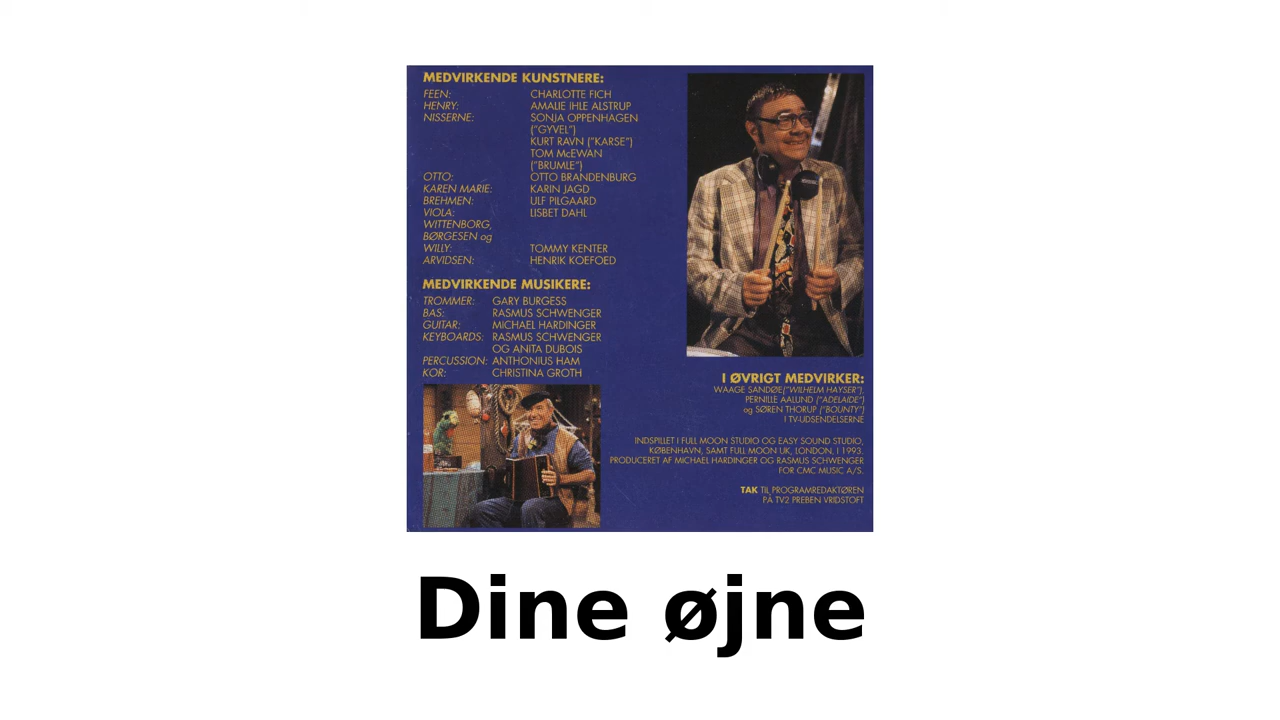 MEDVIRKENDE KUNSTNERE:
FEEN: CHARLOTTE FICH
HENRY: AMALIE IHLE ALSTRUP
NISSERNE: SONJA OPPENHAGEN
("GYVEL")
KURT RAVN ("KARSE")
TOM McEWAN
("BRUMLE")
OTTO: OTTO BRANDENBURG
KAREN MARIE: KARIN JAGD
BREHMEN: ULF PILGAARD
VIOLA: LISBET DAHL
WITTENBORG,
BØRGESEN og
WILLY: TOMMY KENTER
ARVIDSEN: HENRIK KOEFOED
MEDVIRKENDE MUSIKERE:
TROMMER: GARY BURGESS
BAS: RASMUS SCHWENGER
GUITAR: MICHAEL HARDINGER
KEYBOARDS: RASMUS SCHWENGER
OG ANITA DUBOIS
PERCUSSION: ANTHONIUS HAM
KOR: CHRISTINA GROTH
I ØVRIGT MEDVIRKER:
WAAGE SANDØE("WILHELM HAYSER"),
PERNILLE AALUND ("ADELAIDE")
og SØREN THORUP ("BOUNTY")
I TV-UDSENDELSERNE
INDSPILLET I FULL MOON STUDIO OG EASY SOUND STUDIO,
KØBENHAVN, SAMT FULL MOON UK, LONDON, I 1993.
PRODUCERET AF MICHAEL HARDINGER OG RASMUS SCHWENGER
FOR CMC MUSIC A/S.
TAK TIL PROGRAMREDAKTØREN
PÅ TV2 PREBEN VRIDSTOFT
Dine øjne